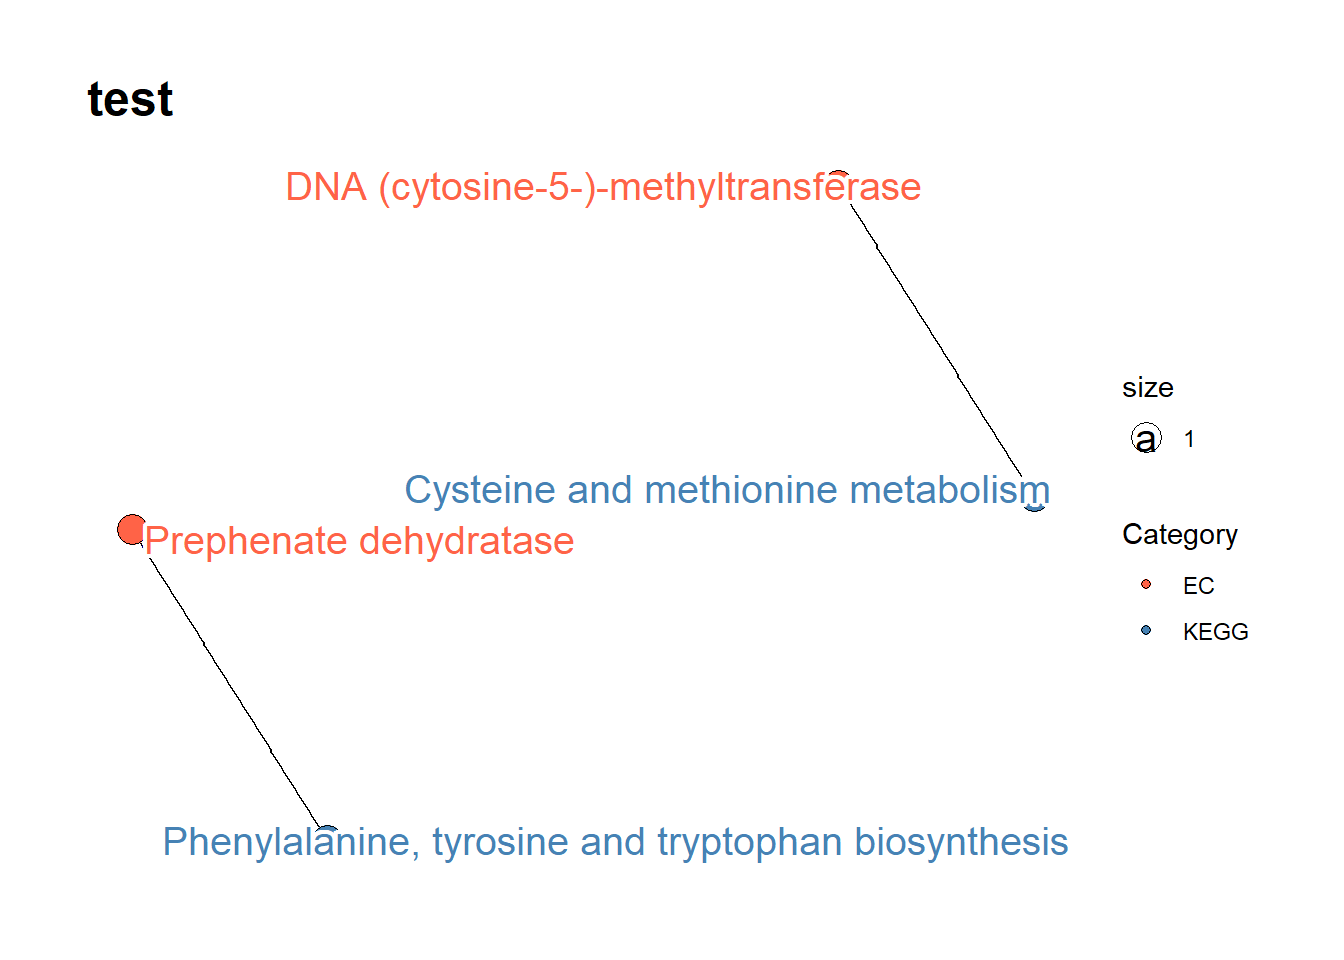 test
DNA (cytosine-5-)-methyltransferase
size
a 1
Cysteine and methionine metabolism
Prephenate dehydratase
Category
EC
KEGG
Phenylalanine, tyrosine and tryptophan biosynthesis